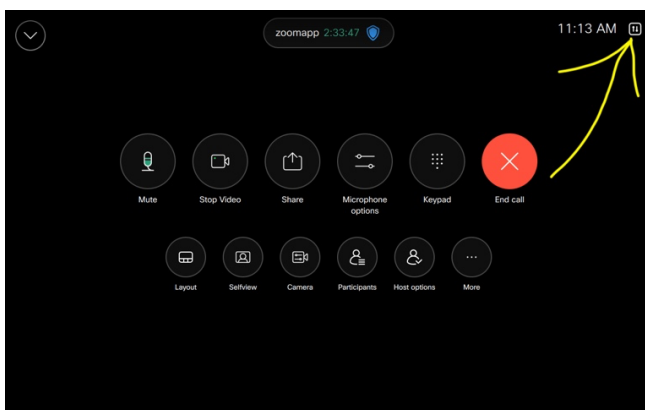 zoomapp 2:33:47
11:13 AM
Mute
Stop Video
Share
Microphone
options
Keypad
End call
Layout
Selfview
Camera
Participants
Host options
More